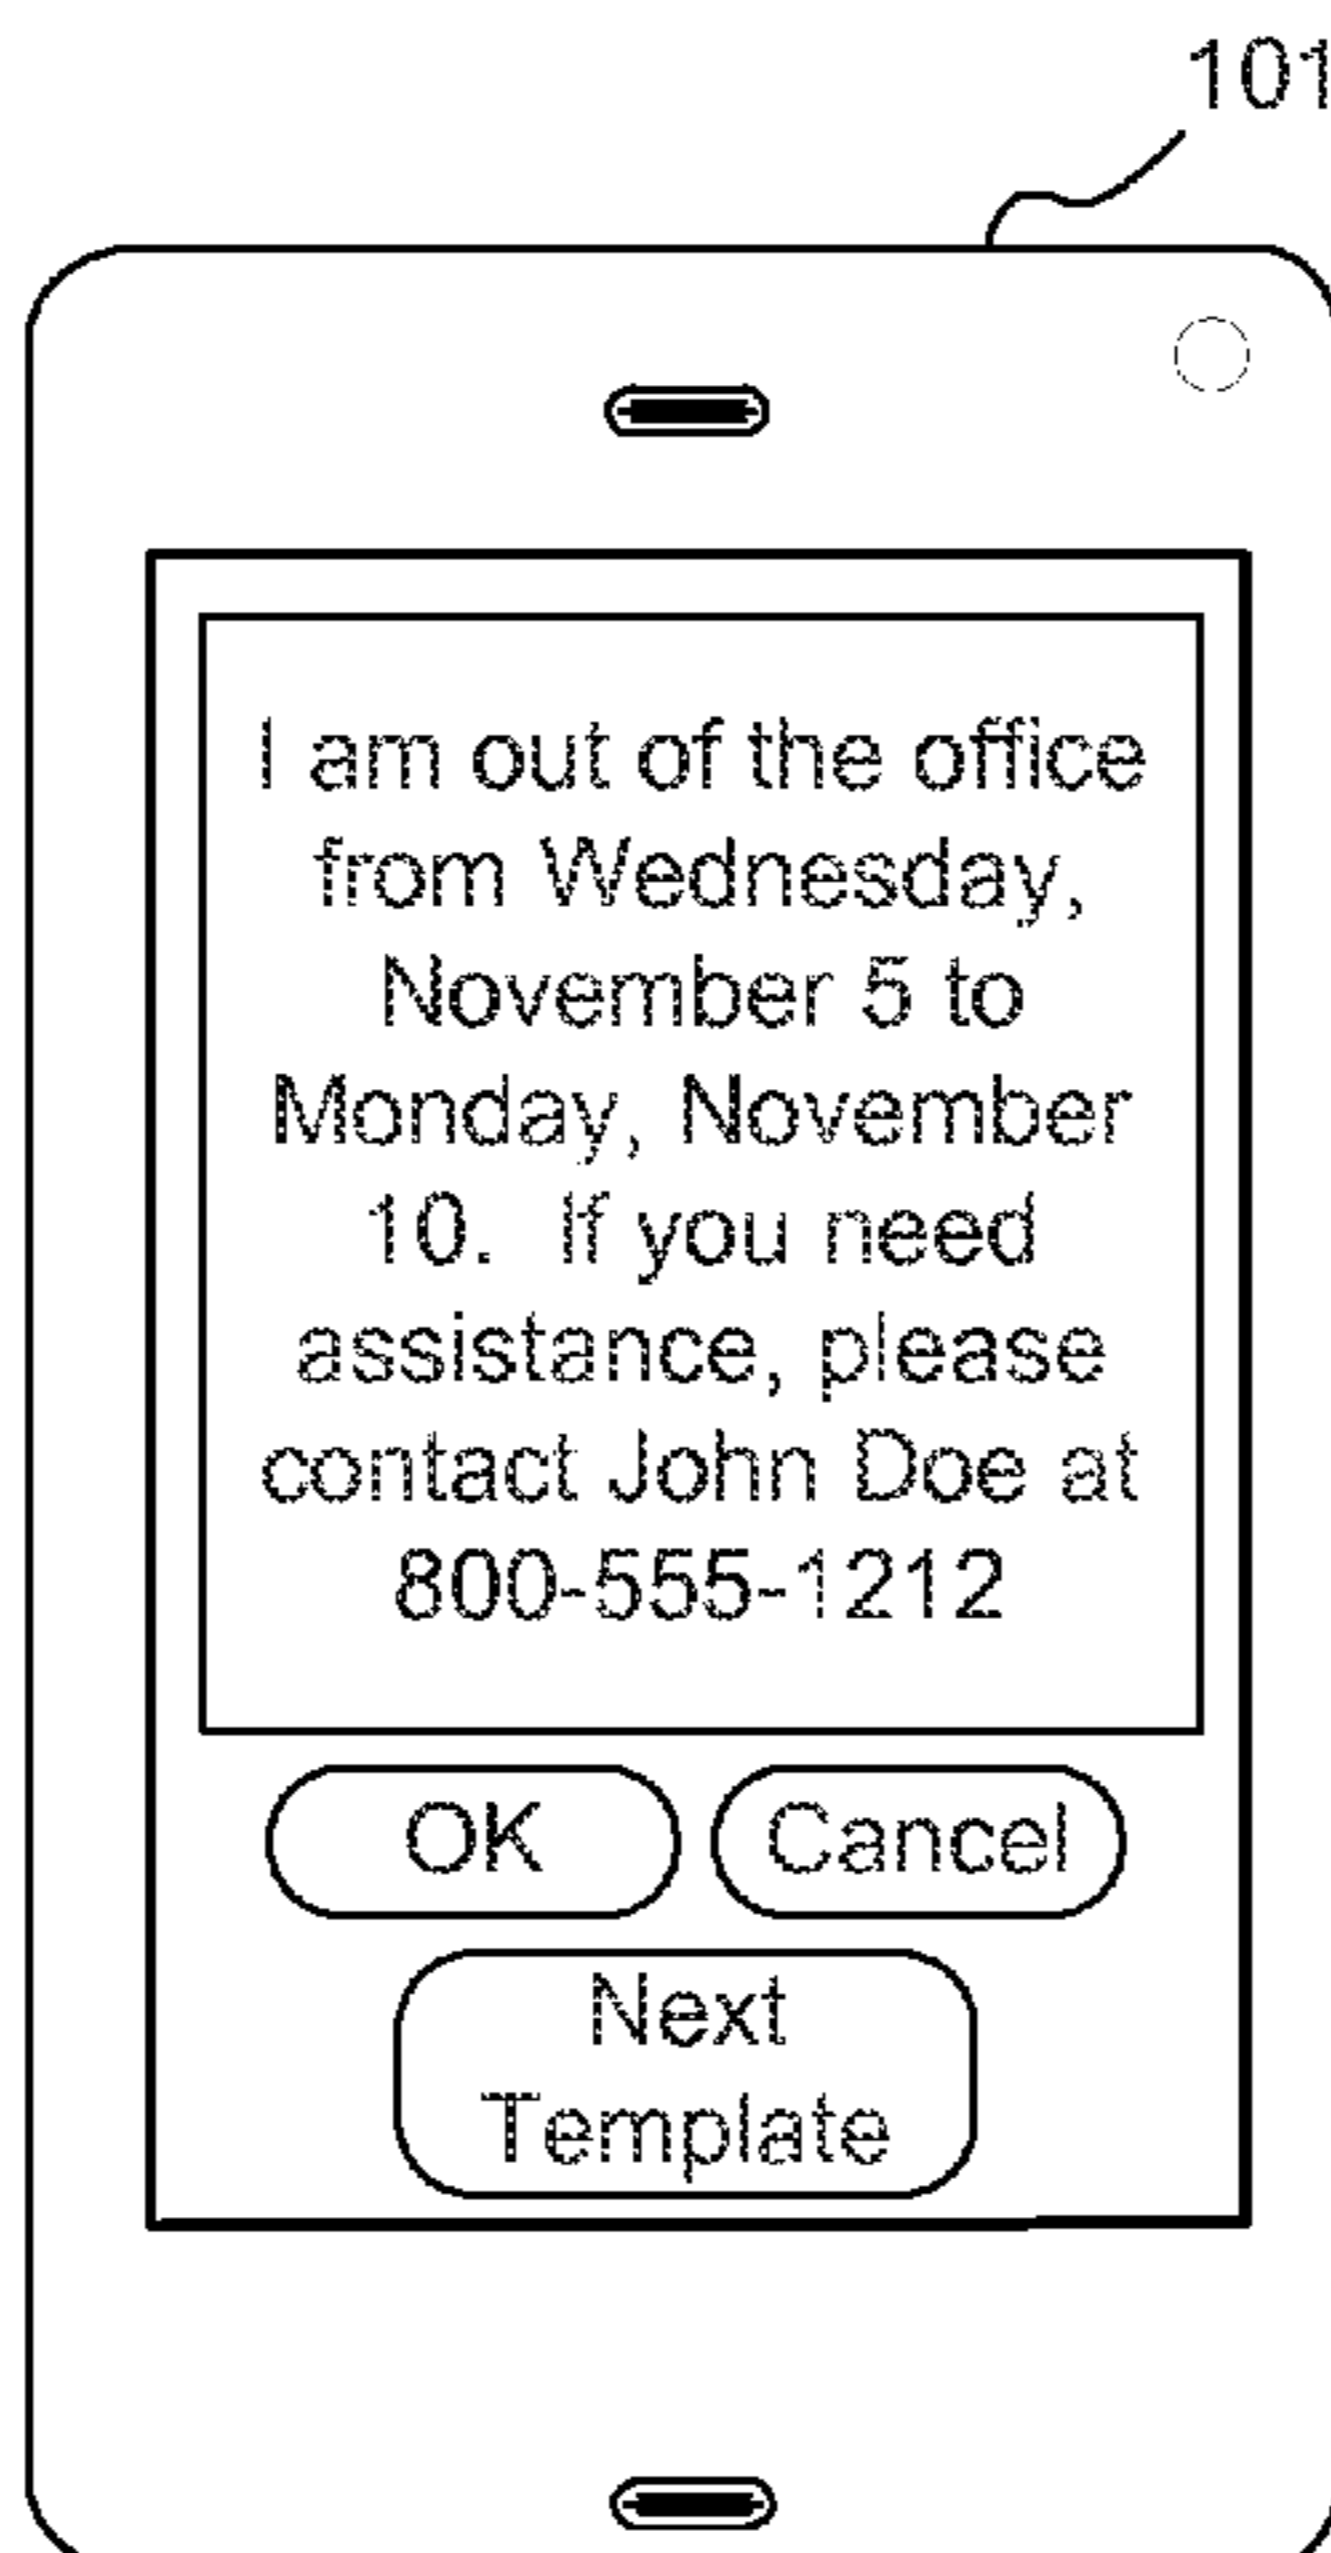 101
I am out of the office
from Wednesday,
November 5 to
Monday, November
10.  If you need
assistance, please
contact John Doe at
800-555-1212
OK
Cancel
Next
Template